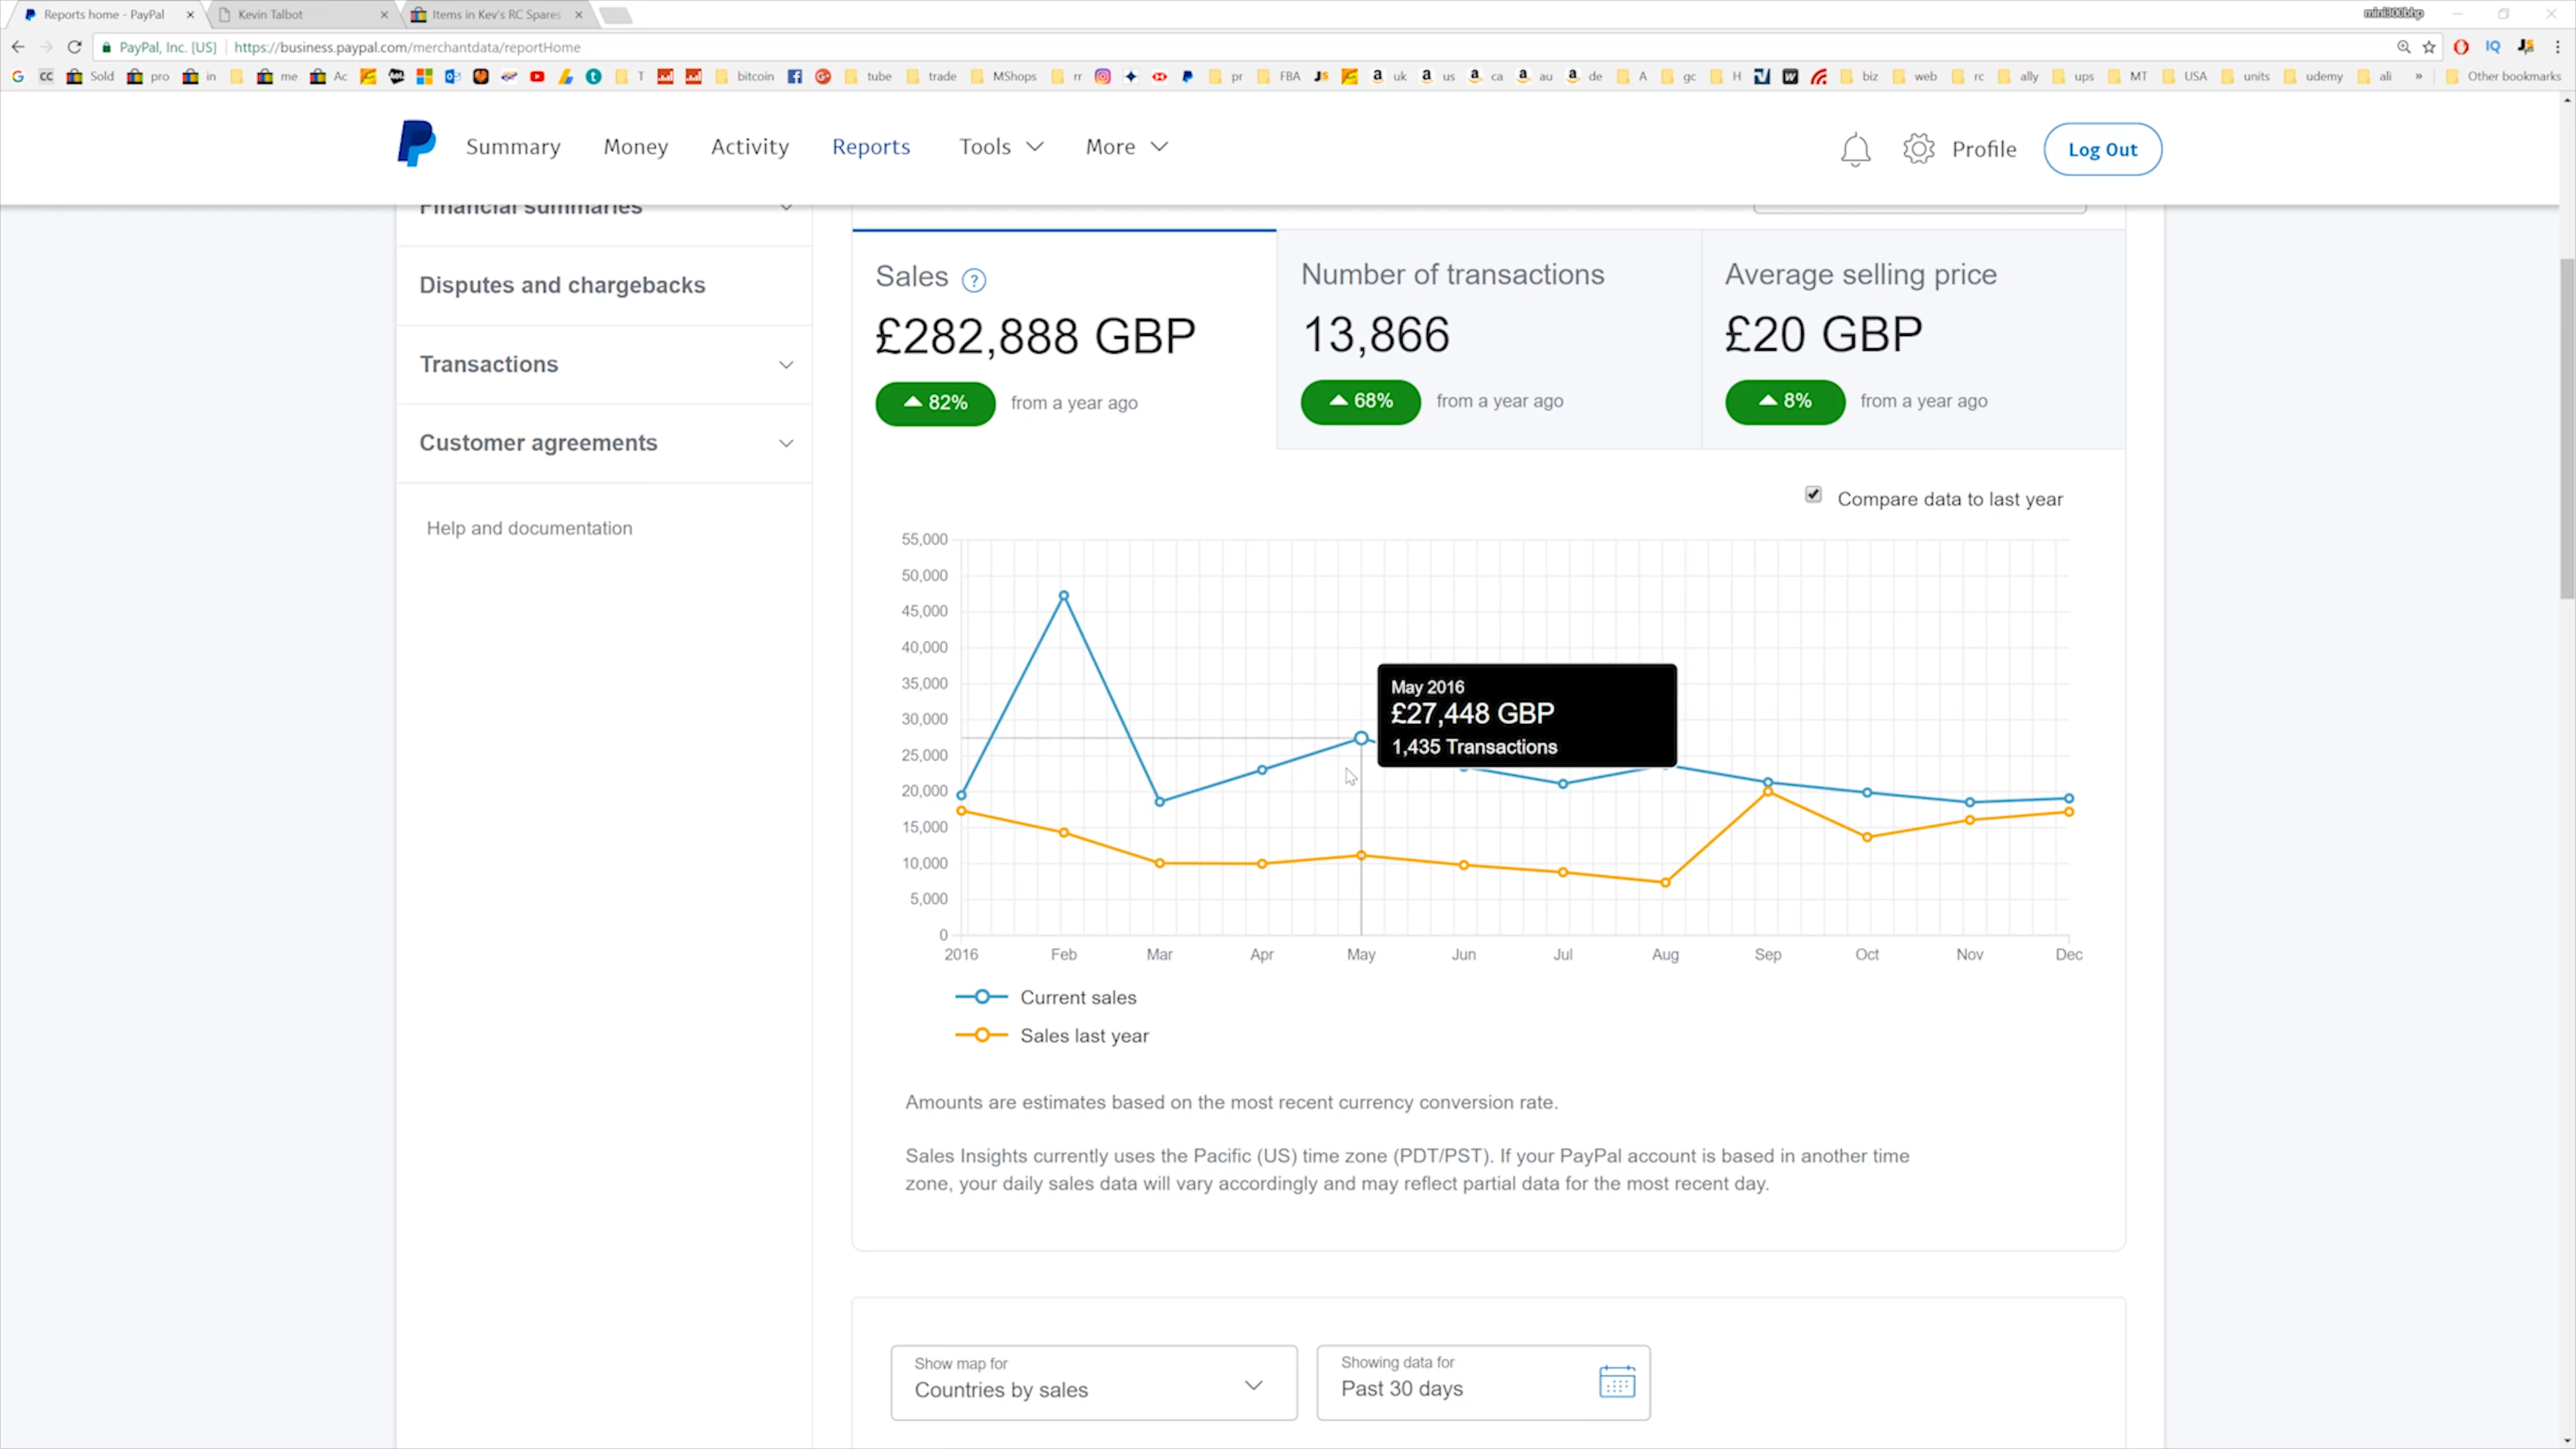 Reports home - PayPal
Kevin Talbot
Items in Kev's RC Spares
mini300bhp
PayPal, Inc. [US]
https://business.paypal.com/merchantdata/reportHome
IQ
CC Sold pro in me Ac T bitcoin tube trade MShops rr pr FBA uk us ca au de A gc H biz web rc ally ups MT USA units udemy ali » Other bookmarks
Summary Money Activity Reports Tools More Profile Log Out
Financial summaries
Disputes and chargebacks
Transactions
Customer agreements
Help and documentation
Sales ?
£282,888 GBP
82% from a year ago
Number of transactions
13,866
68% from a year ago
Average selling price
£20 GBP
8% from a year ago
Compare data to last year
55,000
50,000
45,000
40,000
35,000
30,000
25,000
20,000
15,000
10,000
5,000
0
May 2016
£27,448 GBP
1,435 Transactions
2016 Feb Mar Apr May Jun Jul Aug Sep Oct Nov Dec
Current sales
Sales last year
Amounts are estimates based on the most recent currency conversion rate.
Sales Insights currently uses the Pacific (US) time zone (PDT/PST). If your PayPal account is based in another time
zone, your daily sales data will vary accordingly and may reflect partial data for the most recent day.
Show map for
Countries by sales
Showing data for
Past 30 days